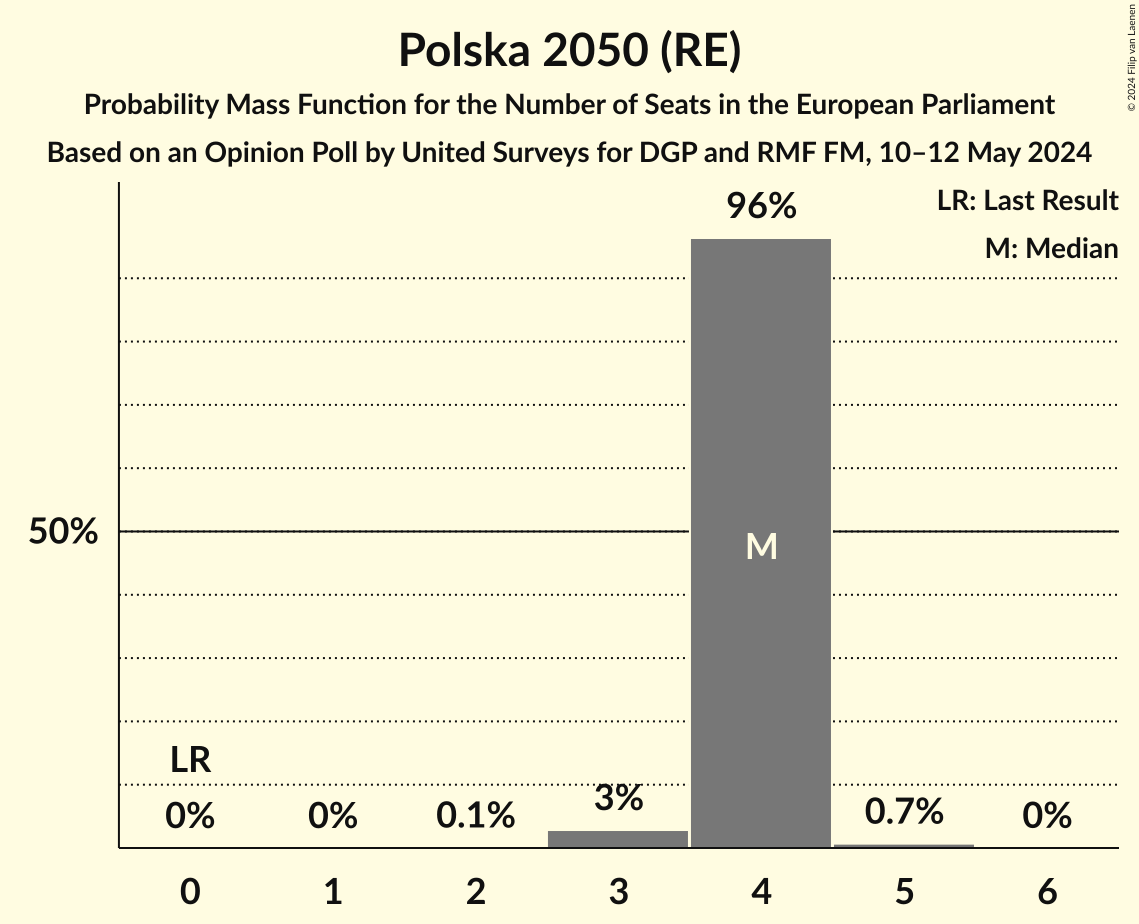 Polska 2050 (RE)
Probability Mass Function for the Number of Seats in the European Parliament
Based on an Opinion Poll by United Surveys for DGP and RMF FM, 10–12 May 2024
© 2024 Filip van Laenen
LR: Last Result
M: Median
96%
50%
M
LR
0%
0%
0.1%
3%
0.7%
0%
0
1
2
3
4
5
6